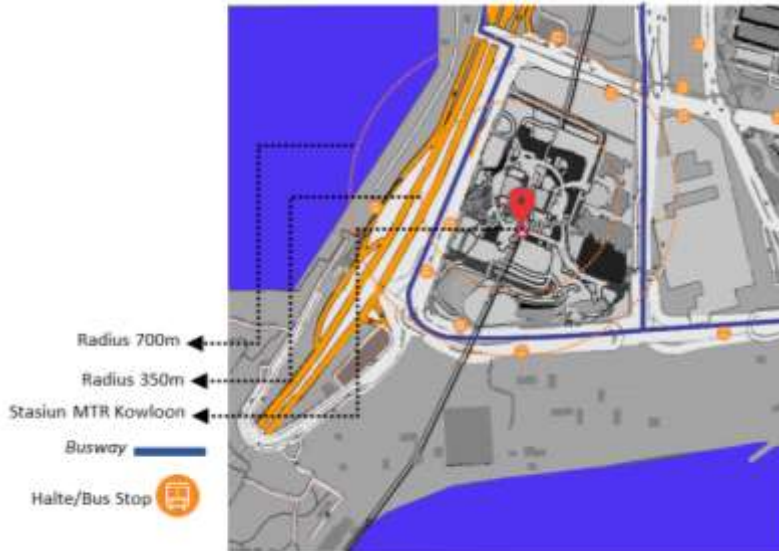 Radius 700m
Radius 350m
Stasiun MTR Kowloon
Busway
Halte/Bus Stop